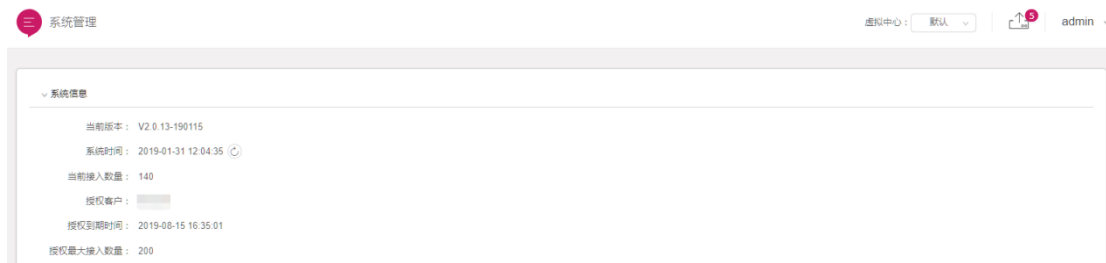 系统管理 虚拟中心： 默认 5 admin
系统信息
当前版本： V2.0.13-190115
系统时间： 2019-01-31 12:04:35
当前接入数量： 140
授权客户：
授权到期时间： 2019-08-15 16:35:01
授权最大接入数量： 200